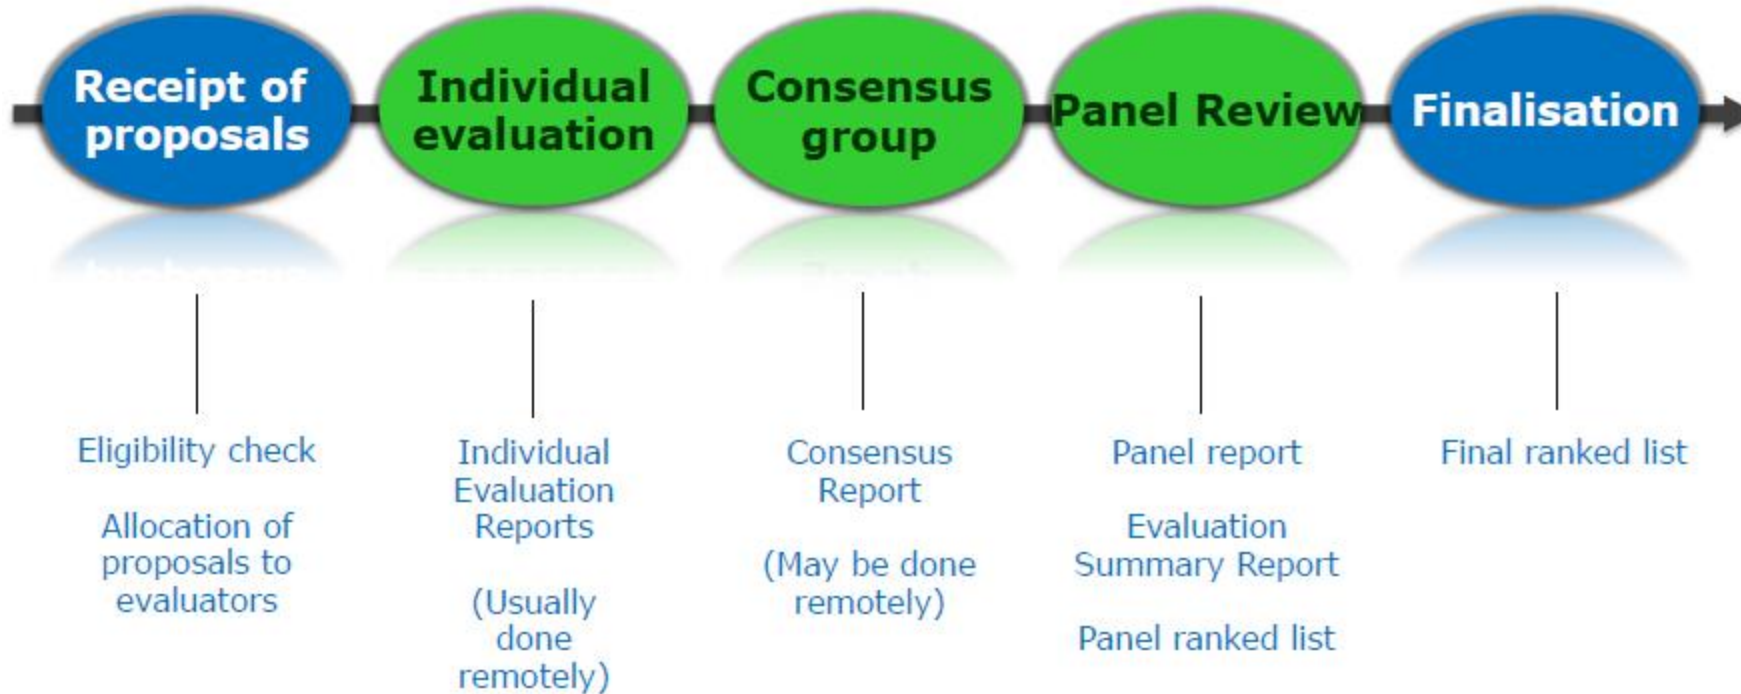 Receipt of
proposals
Individual
evaluation
Consensus
group
Panel Review
Finalisation
Eligibility check
Allocation of
proposals to
evaluators
Individual
Evaluation
Reports
(Usually
done
remotely)
Consensus
Report
(May be done
remotely)
Panel report
Evaluation
Summary Report
Panel ranked list
Final ranked list